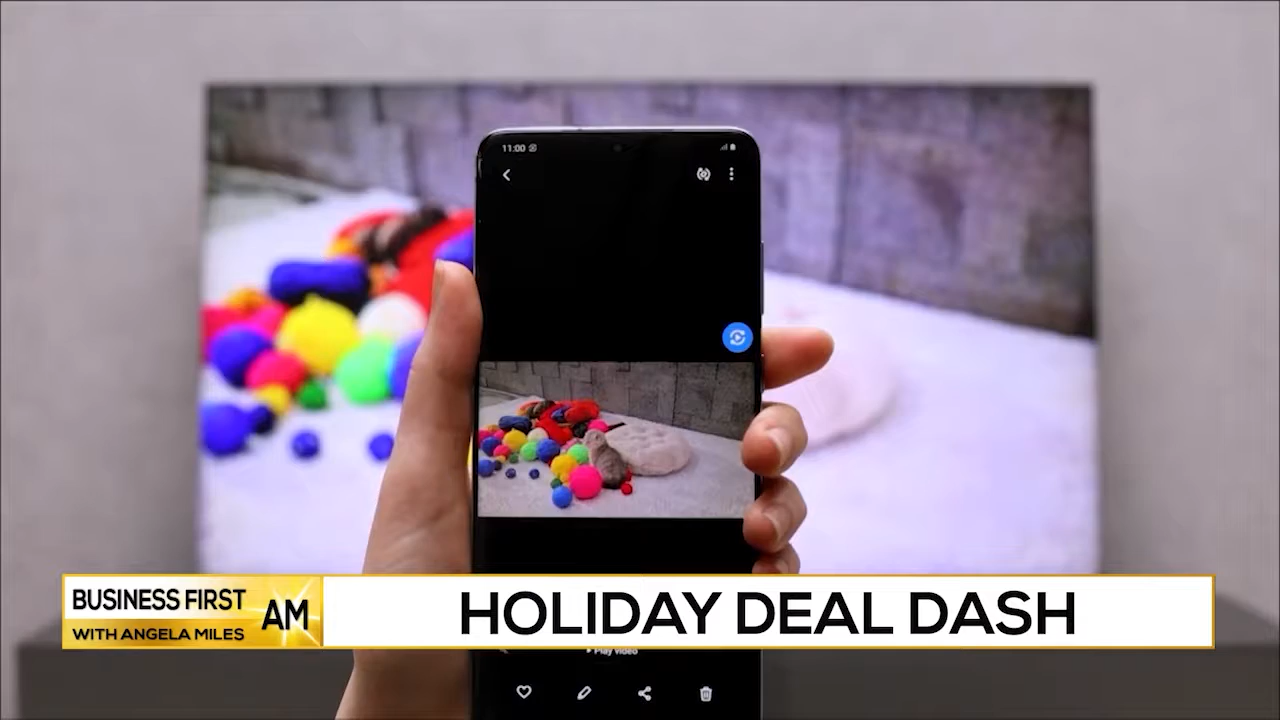 11:00
BUSINESS FIRST
AM
WITH ANGELA MILES
HOLIDAY DEAL DASH
Play video